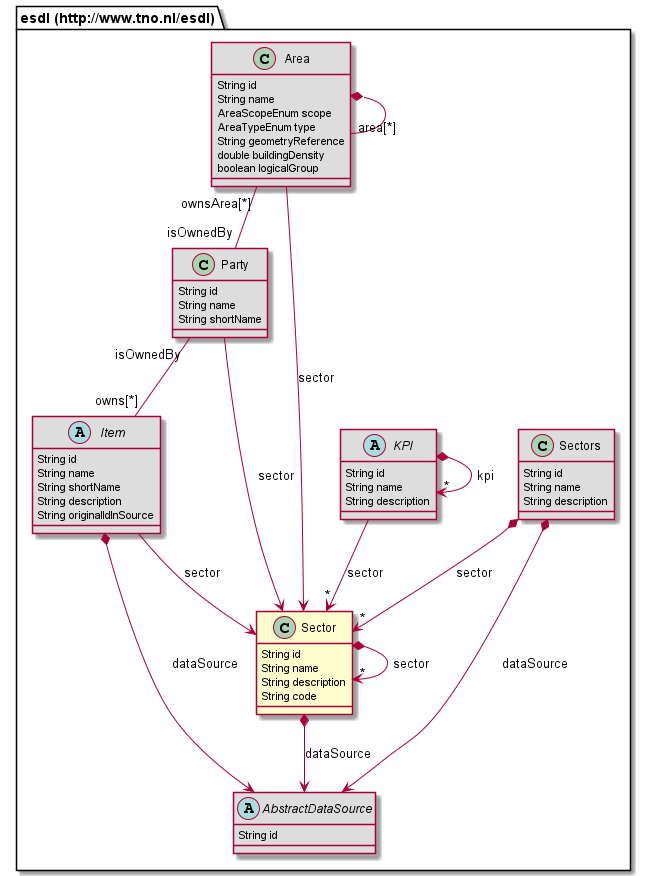 esdl (http://www.tno.nl/esdl)
C Area
String id
String name
AreaScopeEnum scope
AreaTypeEnum type
String geometryReference
double buildingDensity
boolean logicalGroup
area[*]
ownsArea[*]
isOwnedBy
C Party
String id
String name
String shortName
isOwnedBy
owns[*]
sector
sector
A Item
String id
String name
String shortName
description
String originalIdInSource
A KPI
String id
String name
String description
kpi
*
C Sectors
String id
String name
String description
sector
sector
*
sector
*
C Sector
String id
String name
String description
String code
sector
*
dataSource
dataSource
dataSource
A AbstractDataSource
String id